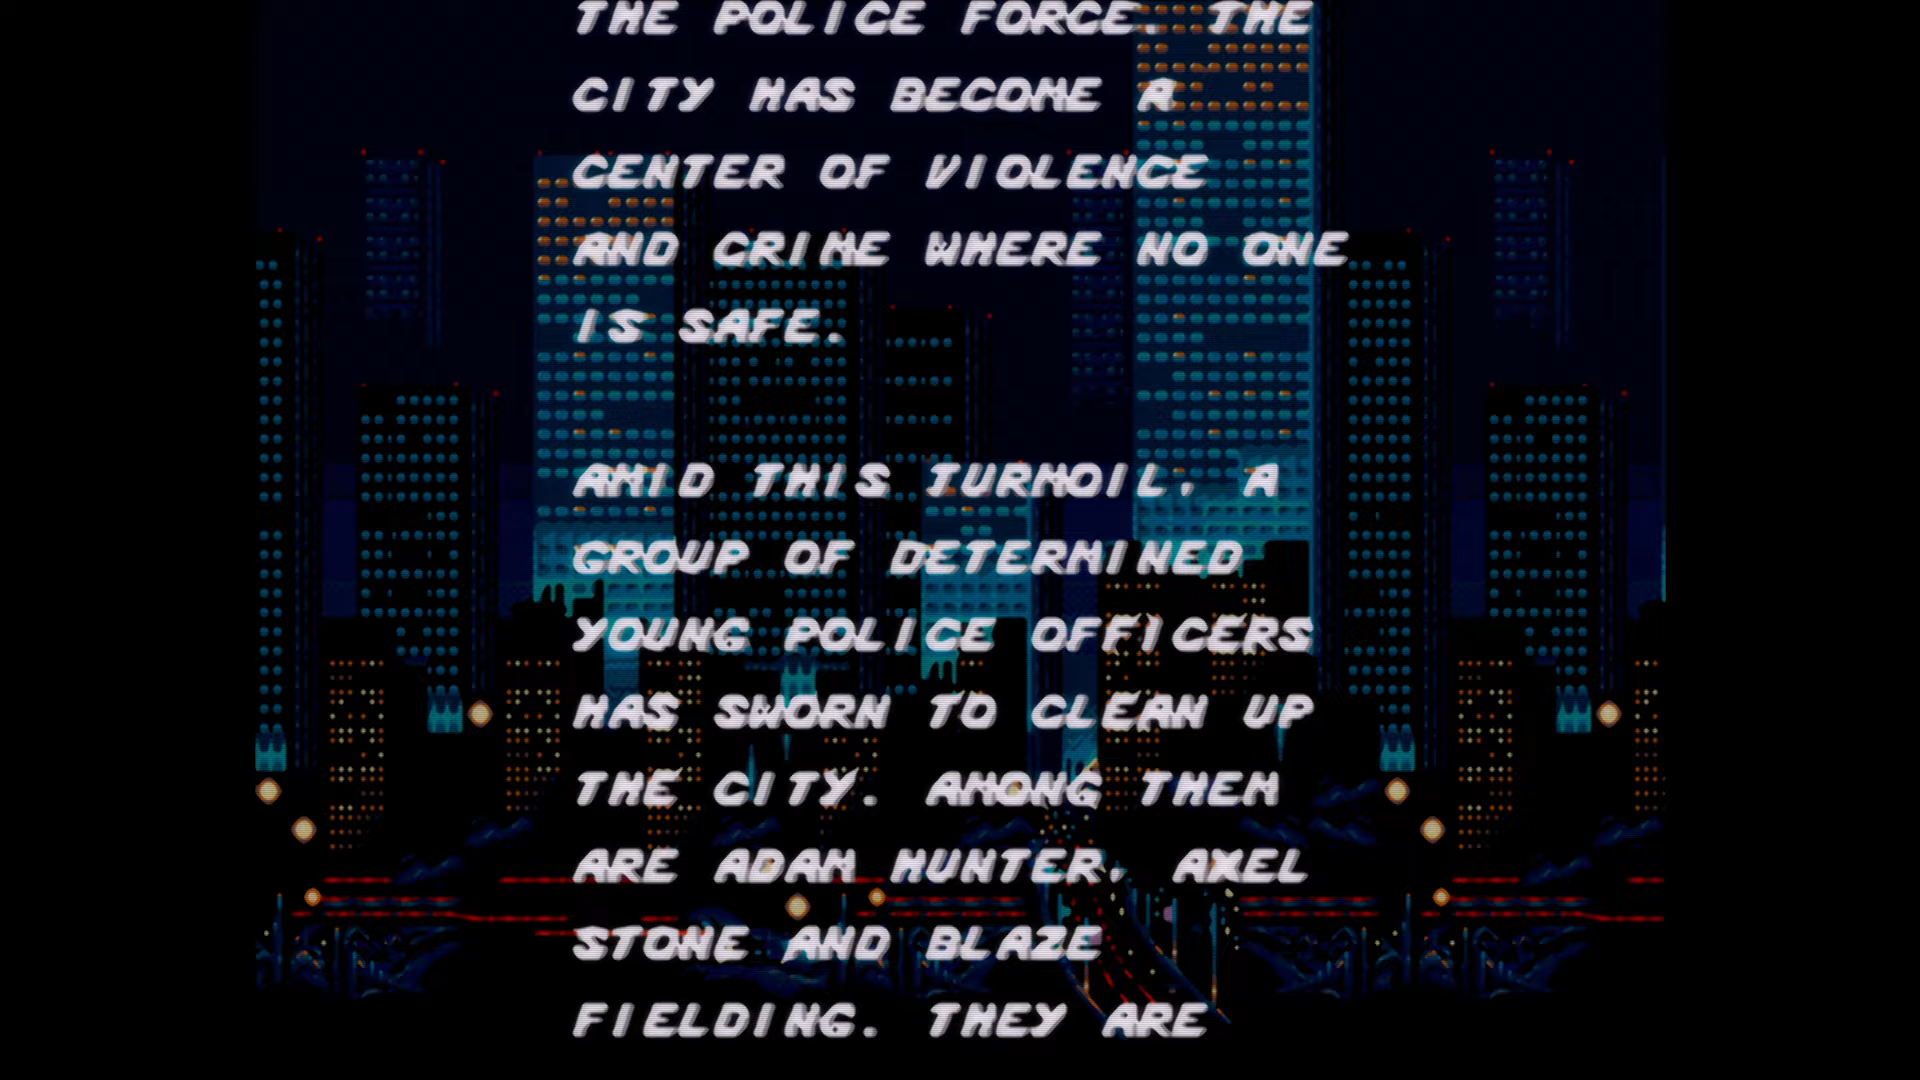 THE POLICE FORCE. THE
CITY HAS BECOME A
CENTER OF VIOLENCE
AND CRIME WHERE NO ONE
IS SAFE.
AMID THIS TURMOIL, A
GROUP OF DETERMINED
YOUNG POLICE OFFICERS
HAS SWORN TO CLEAN UP
THE CITY. AMONG THEM
ARE ADAM HUNTER, AXEL
STONE AND BLAZE
FIELDING. THEY ARE